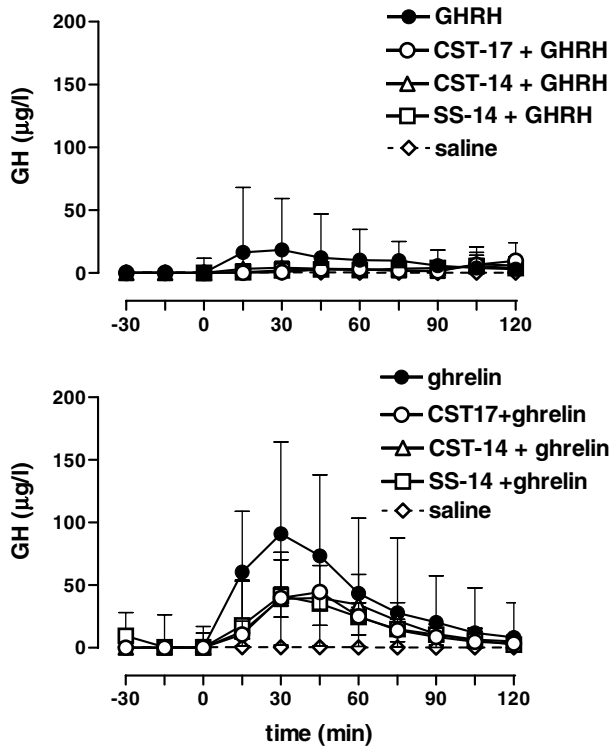 GHRH
CST-17 + GHRH
CST-14 + GHRH
SS-14 + GHRH
saline
GH (µg/l)
200
150
100
50
0
-30 0 30 60 90 120
ghrelin
CST17+ghrelin
CST-14 + ghrelin
SS-14 +ghrelin
saline
GH (µg/l)
200
150
100
50
0
-30 0 30 60 90 120
time (min)